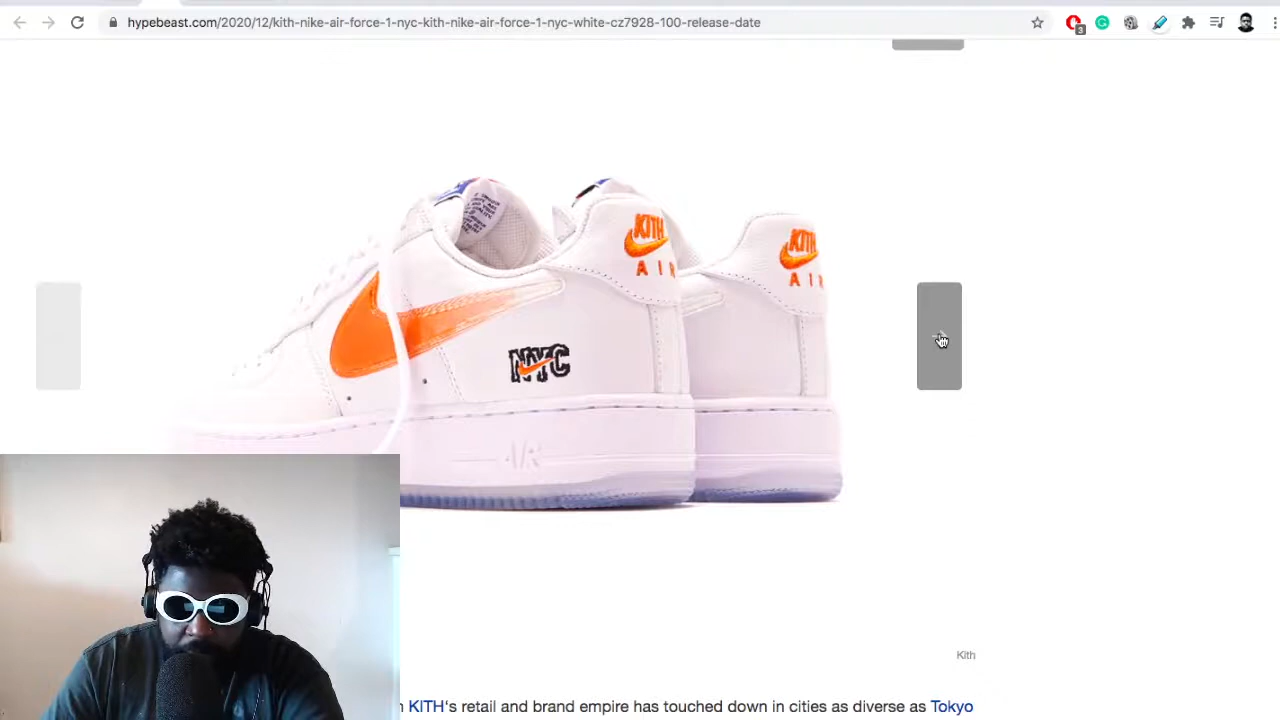 hypebeast.com/2020/12/kith-nike-air-force-1-nyc-kith-nike-air-force-1-nyc-white-cz7928-100-release-date
3
KITH
AIR
KITH
AIR
NYC
AIR
Kith
KITH's retail and brand empire has touched down in cities as diverse as Tokyo